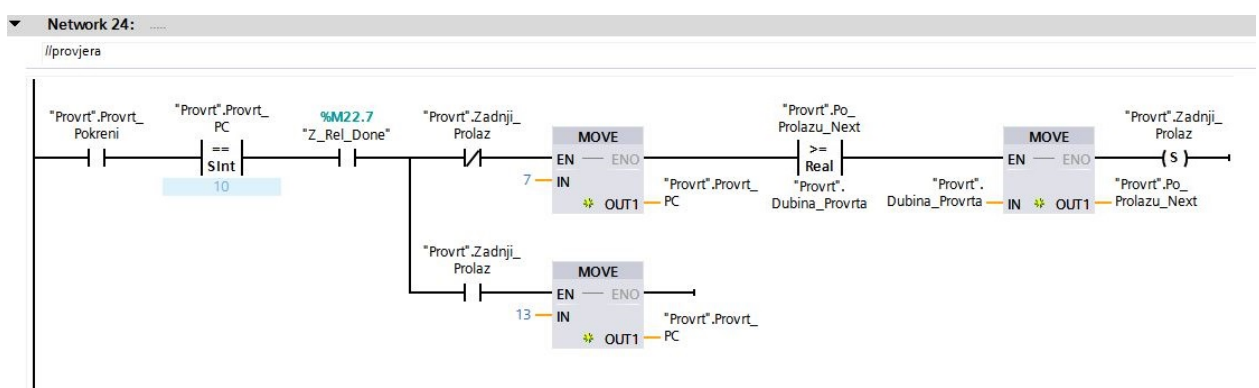 Network 24: .....
//provjera
"Provrt".Provrt_
Pokreni
"Provrt".Provrt_
PC
==
SInt
10
%M22.7
"Z_Rel_Done"
"Provrt".Zadnji_
Prolaz
MOVE
EN ENO
7 IN
OUT1
"Provrt".Provrt_
PC
"Provrt".Po_
Prolazu_Next
>=
Real
"Provrt".
Dubina_Provrta
MOVE
EN ENO
"Provrt".
Dubina_Provrta
IN OUT1
"Provrt".Po_
Prolazu_Next
"Provrt".Zadnji_
Prolaz
S
"Provrt".Zadnji_
Prolaz
MOVE
EN ENO
13 IN
OUT1
"Provrt".Provrt_
PC